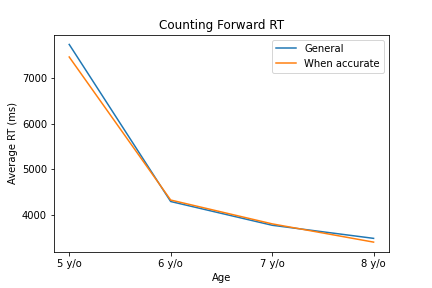 Counting Forward RT
General
When accurate
Average RT (ms)
7000
6000
5000
4000
5 y/o
6 y/o
7 y/o
8 y/o
Age